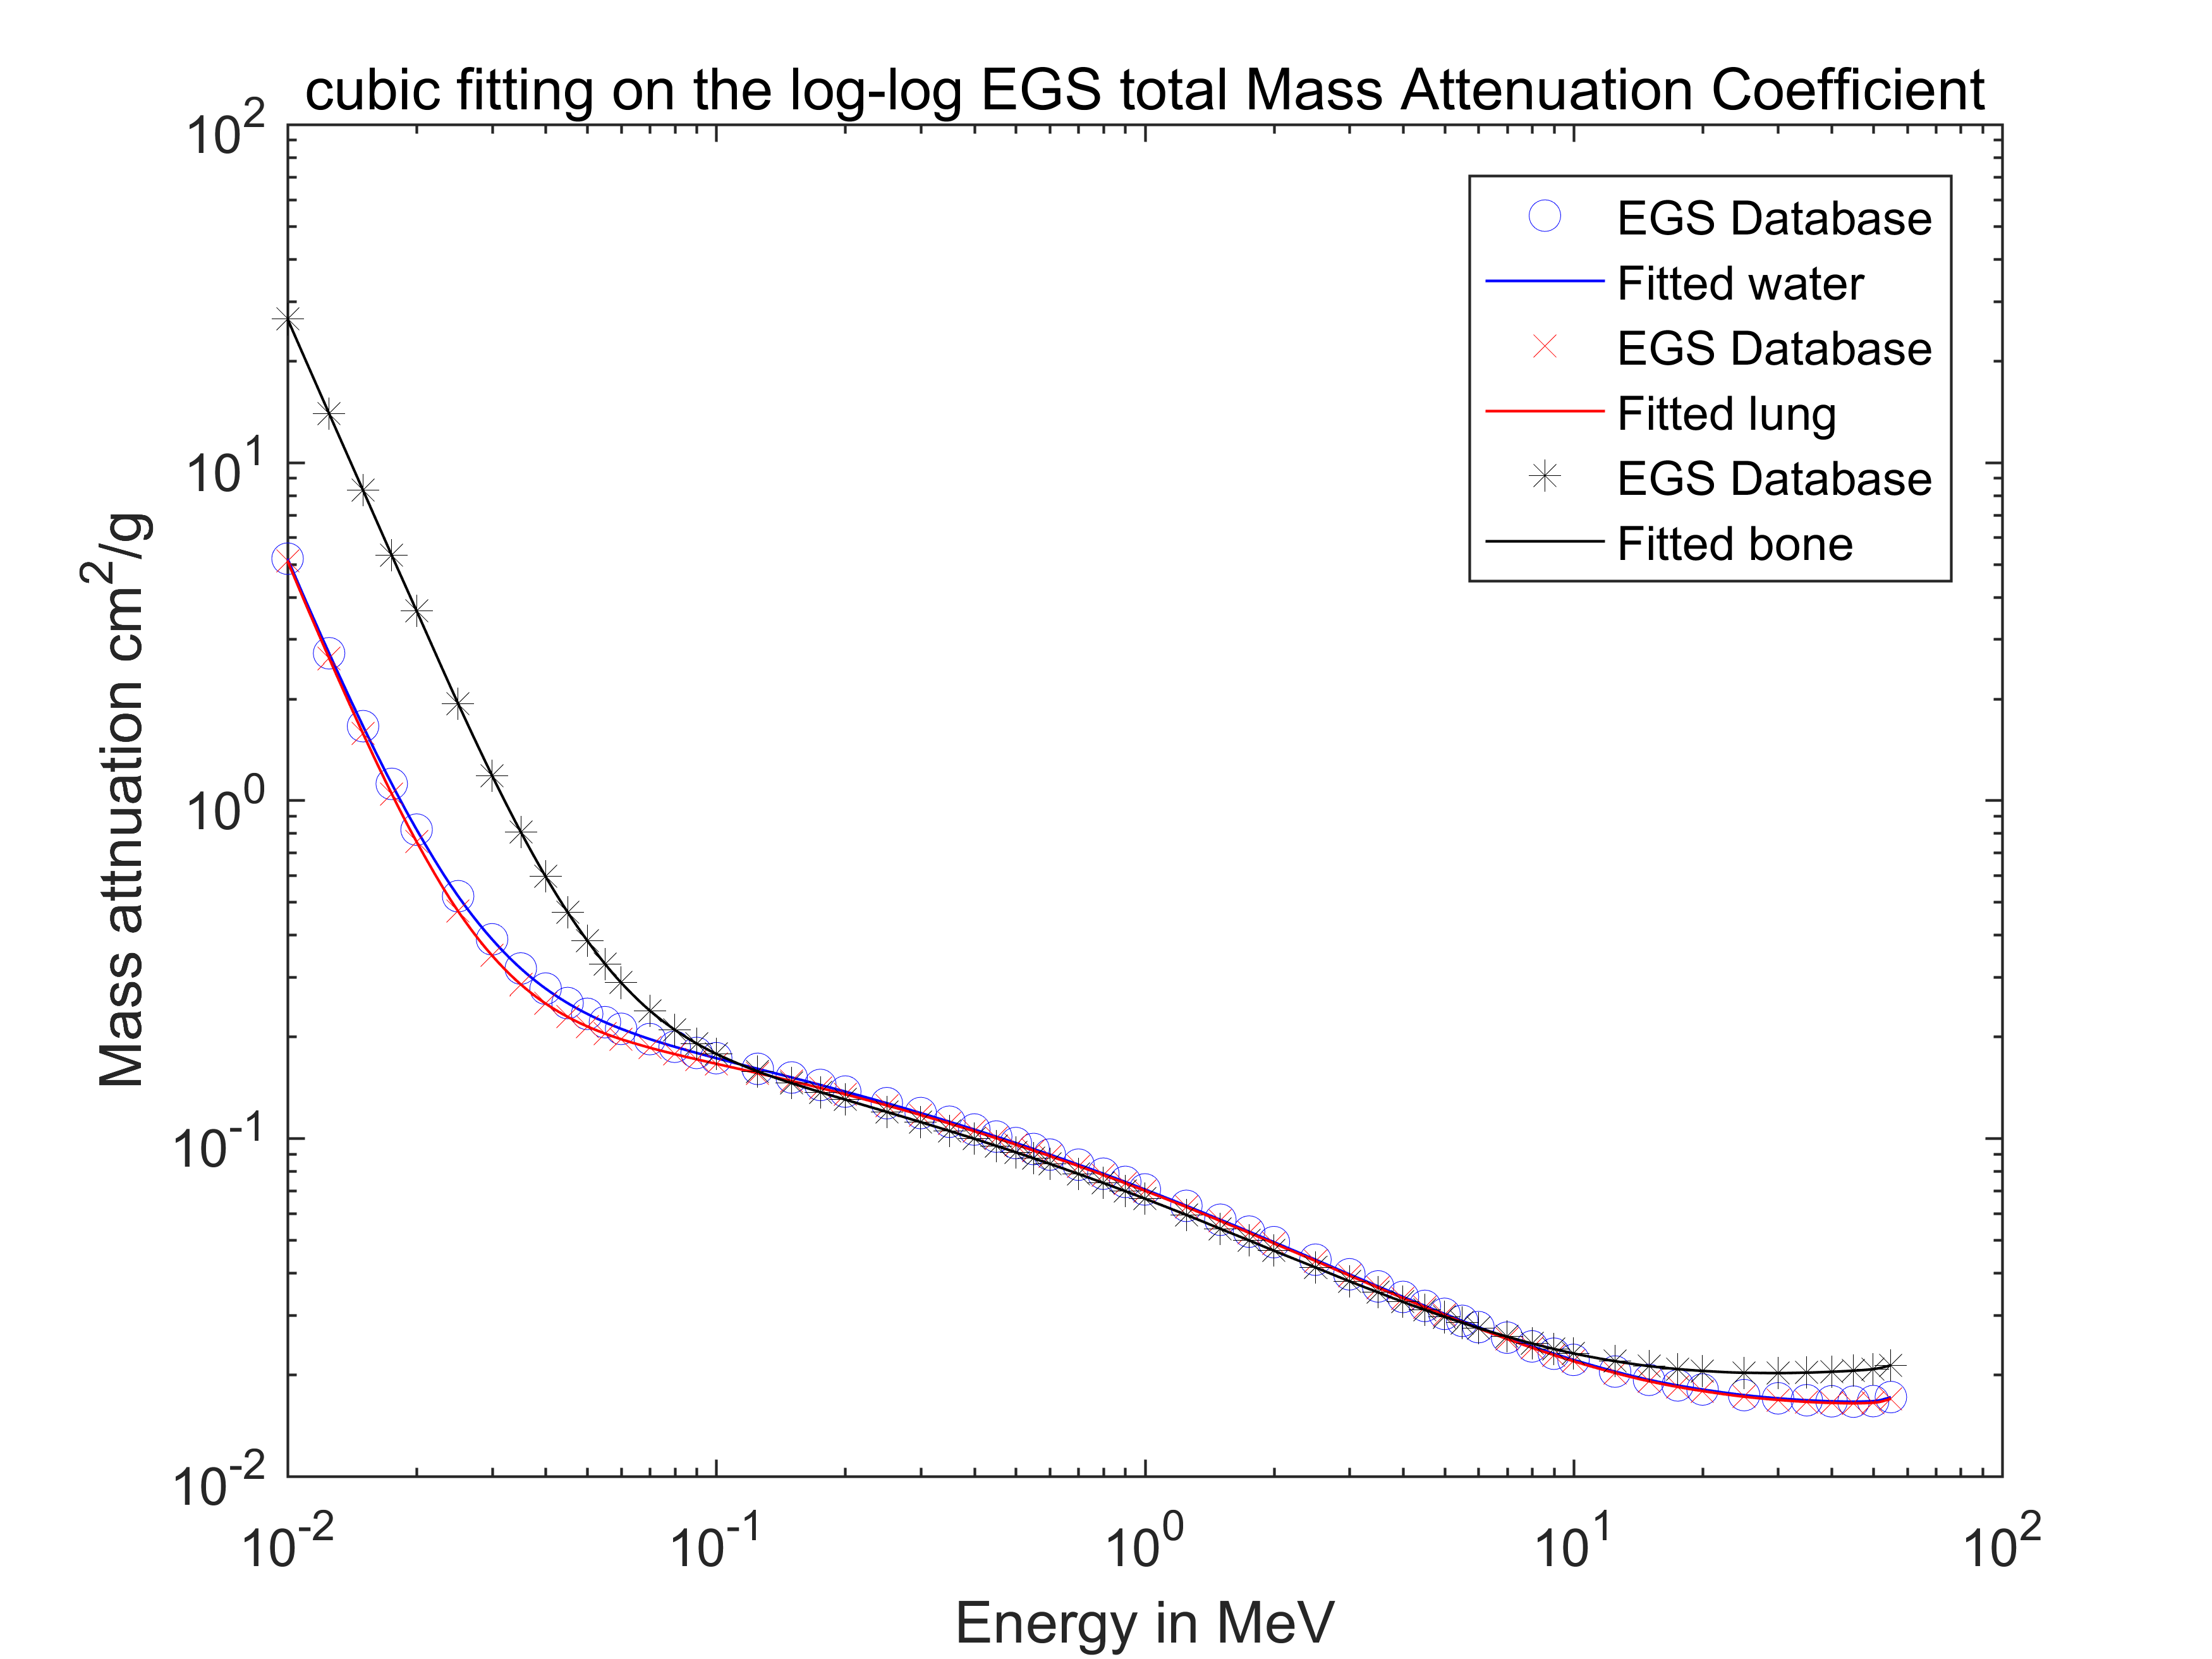 cubic fitting on the log-log EGS total Mass Attenuation Coefficient
10^2
10^1
10^0
10^-1
10^-2
Mass attnuation cm^2/g
EGS Database
Fitted water
EGS Database
Fitted lung
EGS Database
Fitted bone
10^-2 10^-1 10^0 10^1 10^2
Energy in MeV